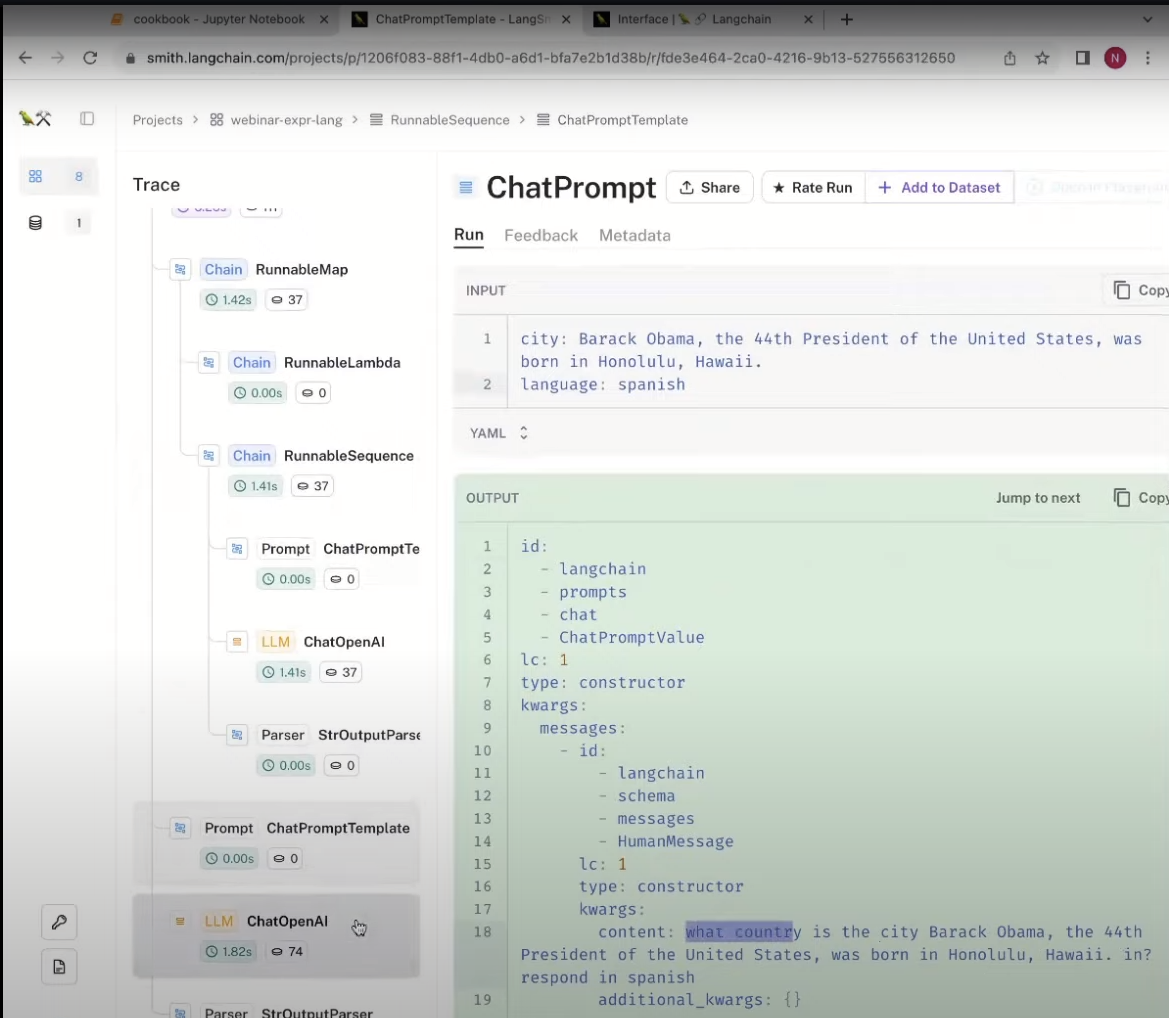 cookbook - Jupyter Notebook
ChatPromptTemplate - LangSm
Interface | Langchain
smith.langchain.com/projects/p/1206f083-88f1-4db0-a6d1-bfa7e2b1d38b/r/fde3e464-2ca0-4216-9b13-527556312650
N
Projects > webinar-expr-lang > RunnableSequence > ChatPromptTemplate
8
1
Trace
Chain RunnableMap
1.42s 37
Chain RunnableLambda
0.00s 0
Chain RunnableSequence
1.41s 37
Prompt ChatPromptTe
0.00s 0
LLM ChatOpenAI
1.41s 37
Parser StrOutputParse
0.00s 0
Prompt ChatPromptTemplate
0.00s 0
LLM ChatOpenAI
1.82s 74
Parser StrOutputParser
ChatPrompt Share Rate Run + Add to Dataset
Run Feedback Metadata
INPUT Copy
1 city: Barack Obama, the 44th President of the United States, was
born in Honolulu, Hawaii.
2 language: spanish
YAML
OUTPUT Jump to next Copy
1 id:
2 - langchain
3 - prompts
4 - chat
5 - ChatPromptValue
6 lc: 1
7 type: constructor
8 kwargs:
9 messages:
10 - id:
11 - langchain
12 - schema
13 - messages
14 - HumanMessage
15 lc: 1
16 type: constructor
17 kwargs:
18 content: what country is the city Barack Obama, the 44th
President of the United States, was born in Honolulu, Hawaii. in?
respond in spanish
19 additional_kwargs: {}